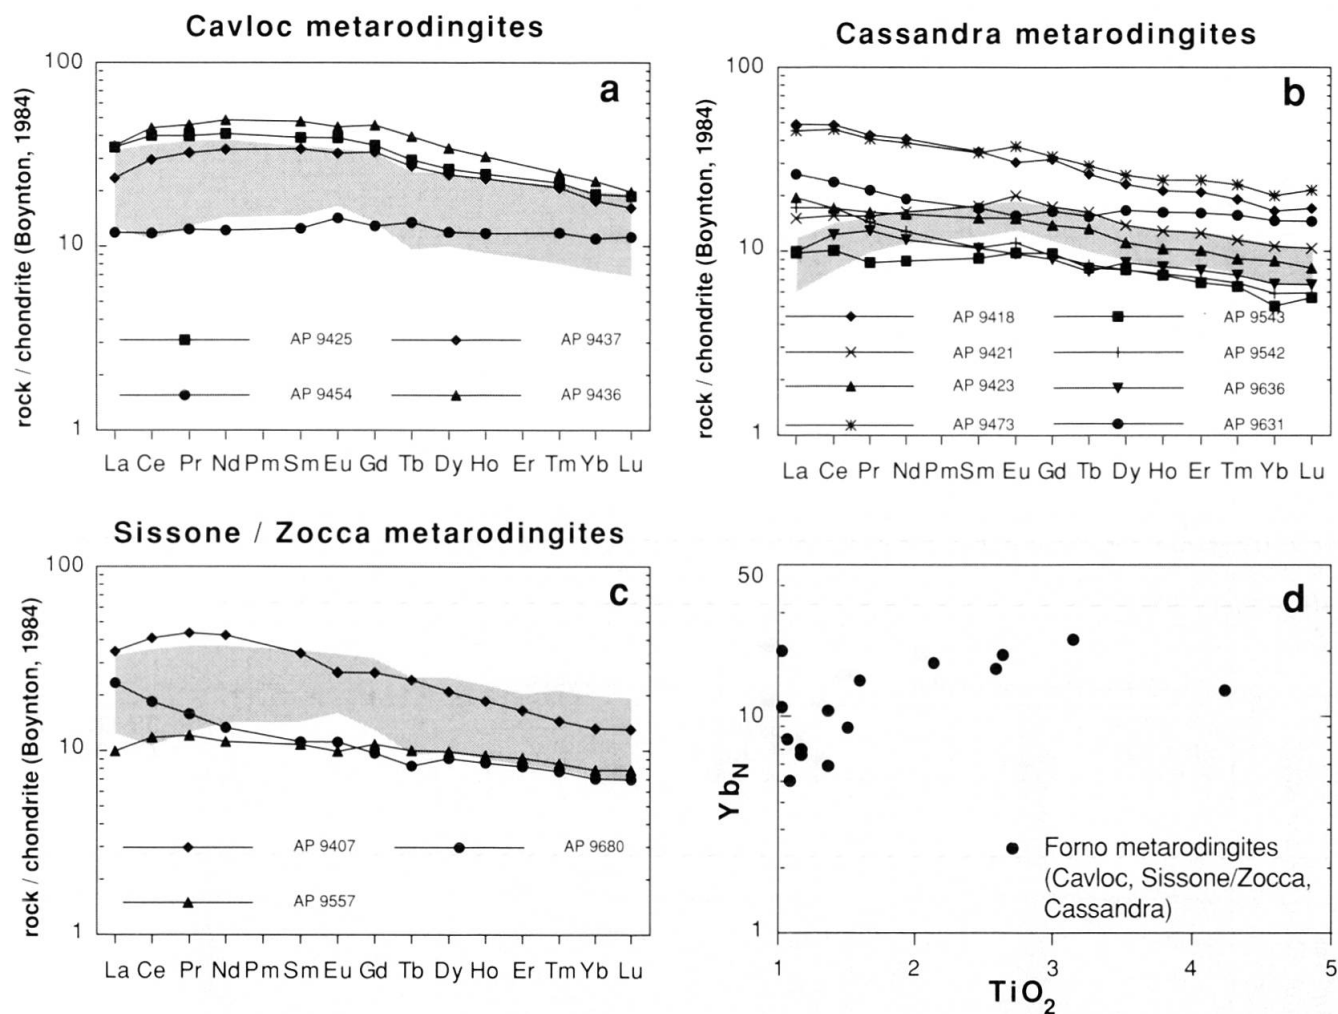 Cavloc metarodingites
100
10
1
rock / chondrite (Boynton, 1984)
a
AP 9425
AP 9437
AP 9454
AP 9436
La Ce Pr Nd Pm Sm Eu Gd Tb Dy Ho Er Tm Yb Lu
Cassandra metarodingites
100
10
1
rock / chondrite (Boynton, 1984)
b
AP 9418
AP 9543
AP 9421
AP 9542
AP 9423
AP 9636
AP 9473
AP 9631
La Ce Pr Nd Pm Sm Eu Gd Tb Dy Ho Er Tm Yb Lu
Sissone / Zocca metarodingites
100
10
1
rock / chondrite (Boynton, 1984)
c
AP 9407
AP 9680
AP 9557
La Ce Pr Nd Pm Sm Eu Gd Tb Dy Ho Er Tm Yb Lu
50
10
1
YbN
d
Forno metarodingites
(Cavloc, Sissone/Zocca,
Cassandra)
1 2 3 4 5
TiO2